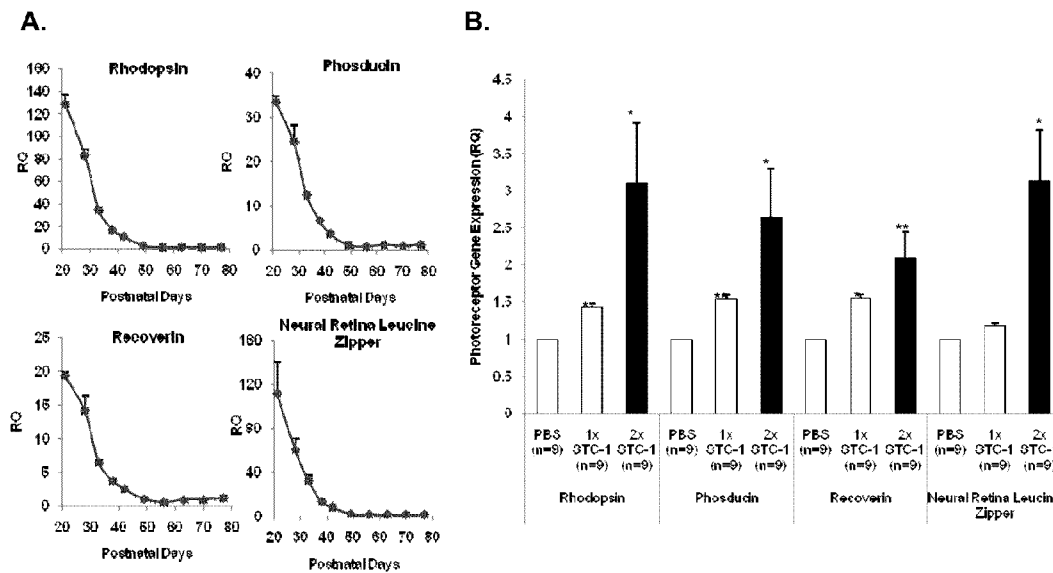 A.
Rhodopsin
160
140
120
100
80
60
40
20
0
RQ
20 30 40 50 60 70 80
Postnatal Days
Phosducin
40
30
20
10
0
RQ
20 30 40 50 60 70 80
Postnatal Days
Recoverin
25
20
15
10
5
0
RQ
20 30 40 50 60 70 80
Postnatal Days
Neural Retina Leucine
Zipper
160
120
80
40
0
RQ
20 30 40 50 60 70 80
Postnatal Days
B.
Photoreceptor Gene Expression (RQ)
4.5
4
3.5
3
2.5
2
1.5
1
0.5
0
** * ** * * ** *
PBS 1x 2x PBS 1x 2x PBS 1x 2x PBS 1x 2x
(n=9) STC-1 STC-1 (n=9) STC-1 STC-1 (n=9) STC-1 STC-1 (n=9) STC-1 STC-1
(n=9) (n=9) (n=9) (n=9) (n=9) (n=9) (n=9) (n=9)
Rhodopsin Phosducin Recoverin Neural Retina Leucine
Zipper